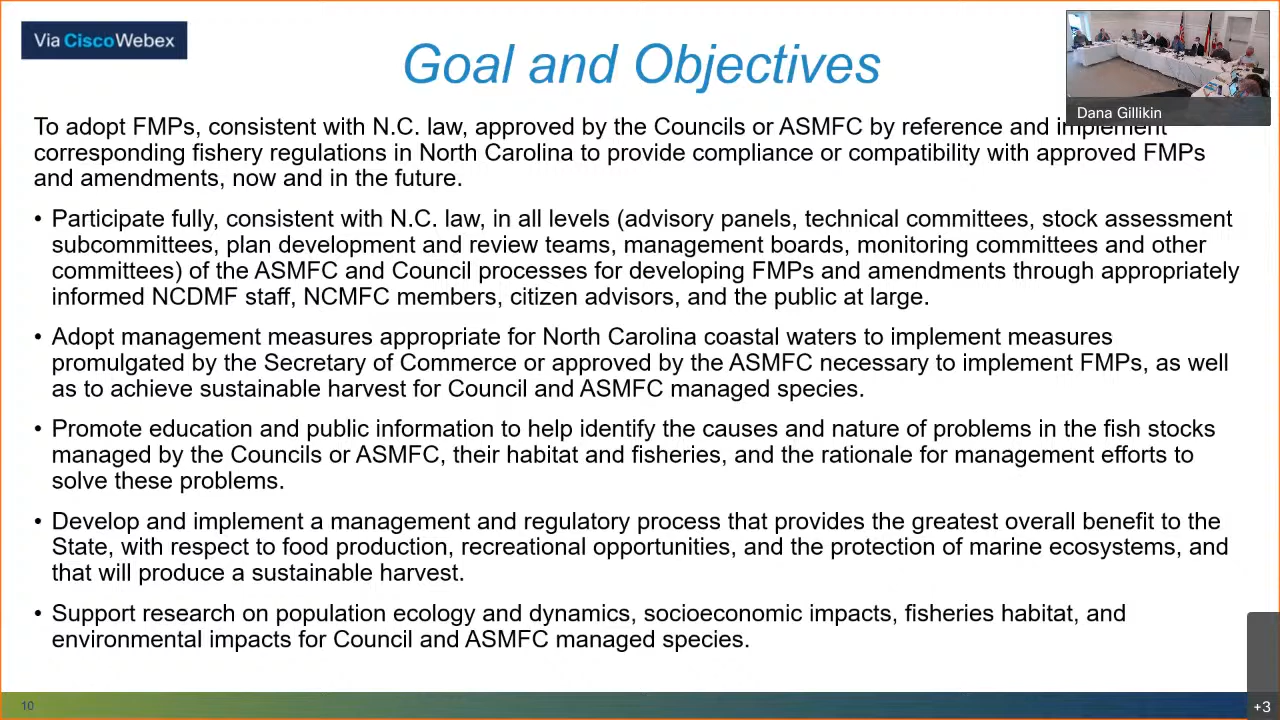 Via CiscoWebex
Goal and Objectives
Dana Gillikin
To adopt FMPs, consistent with N.C. law, approved by the Councils or ASMFC by reference and implement
corresponding fishery regulations in North Carolina to provide compliance or compatibility with approved FMPs
and amendments, now and in the future.
• Participate fully, consistent with N.C. law, in all levels (advisory panels, technical committees, stock assessment
subcommittees, plan development and review teams, management boards, monitoring committees and other
committees) of the ASMFC and Council processes for developing FMPs and amendments through appropriately
informed NCDMF staff, NCMFC members, citizen advisors, and the public at large.
• Adopt management measures appropriate for North Carolina coastal waters to implement measures
promulgated by the Secretary of Commerce or approved by the ASMFC necessary to implement FMPs, as well
as to achieve sustainable harvest for Council and ASMFC managed species.
• Promote education and public information to help identify the causes and nature of problems in the fish stocks
managed by the Councils or ASMFC, their habitat and fisheries, and the rationale for management efforts to
solve these problems.
• Develop and implement a management and regulatory process that provides the greatest overall benefit to the
State, with respect to food production, recreational opportunities, and the protection of marine ecosystems, and
that will produce a sustainable harvest.
• Support research on population ecology and dynamics, socioeconomic impacts, fisheries habitat, and
environmental impacts for Council and ASMFC managed species.
10
+3